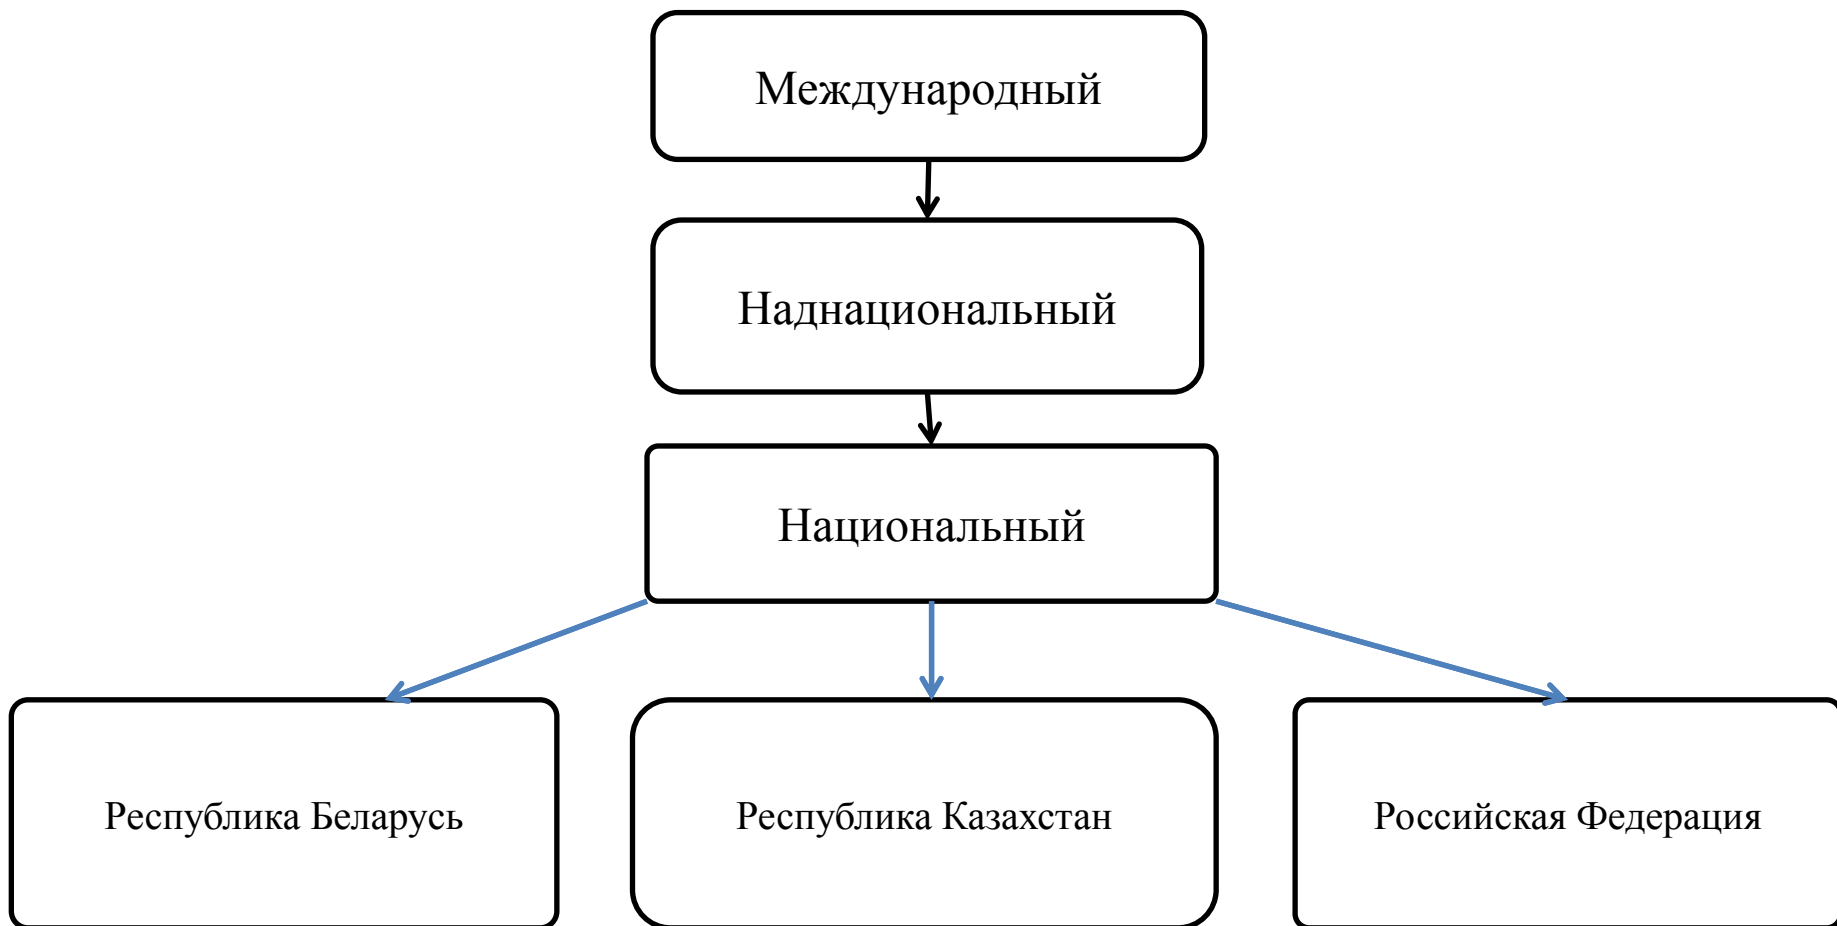 Международный
Наднациональный
Национальный
Республика Беларусь
Республика Казахстан
Российская Федерация